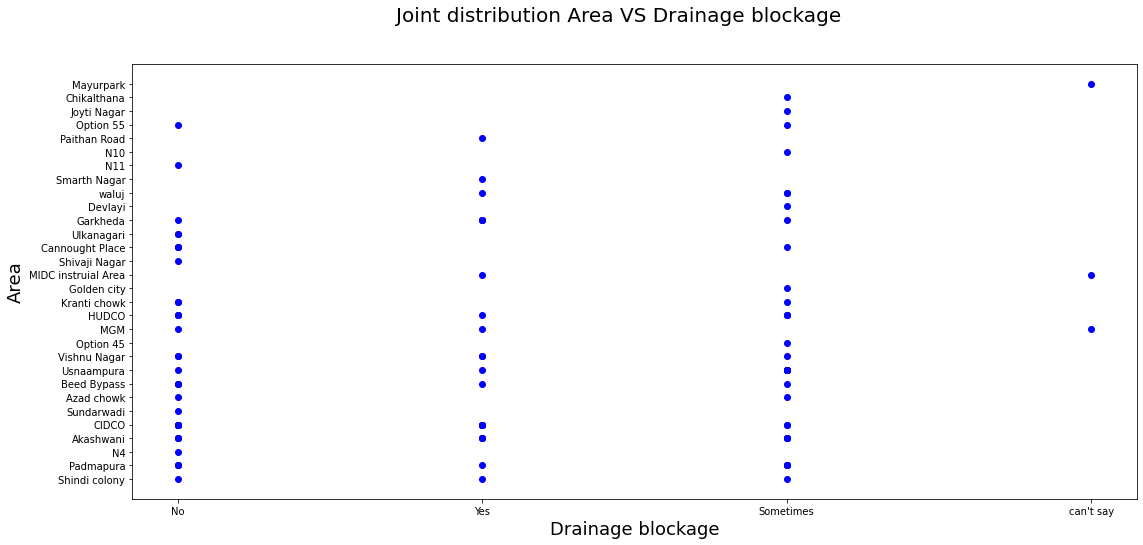 Joint distribution Area VS Drainage blockage
Mayurpark
Chikalthana
Joyti Nagar
Option 55
Paithan Road
N10
N11
Smarth Nagar
waluj
Devlayi
Garkheda
Ulkanagari
Cannought Place
Shivaji Nagar
MIDC instruial Area
Golden city
Kranti chowk
HUDCO
MGM
Option 45
Vishnu Nagar
Usnaampura
Beed Bypass
Azad chowk
Sundarwadi
CIDCO
Akashwani
N4
Padmapura
Shindi colony
Area
No Yes Sometimes can't say
Drainage blockage